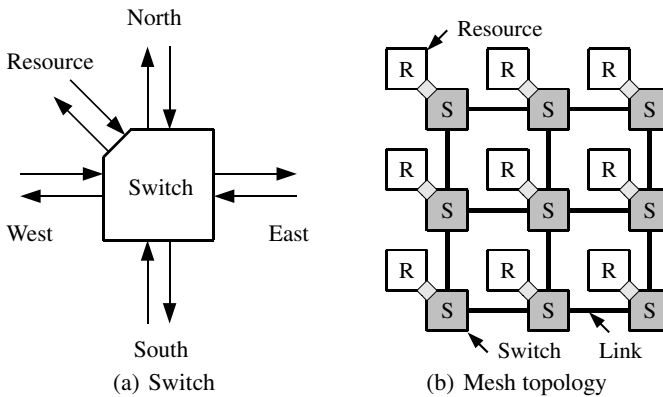 North
Resource
Switch
West
East
South
(a) Switch
Resource
R R R
S S S
R R R
S S S
R R R
S S S
Switch
Link
(b) Mesh topology